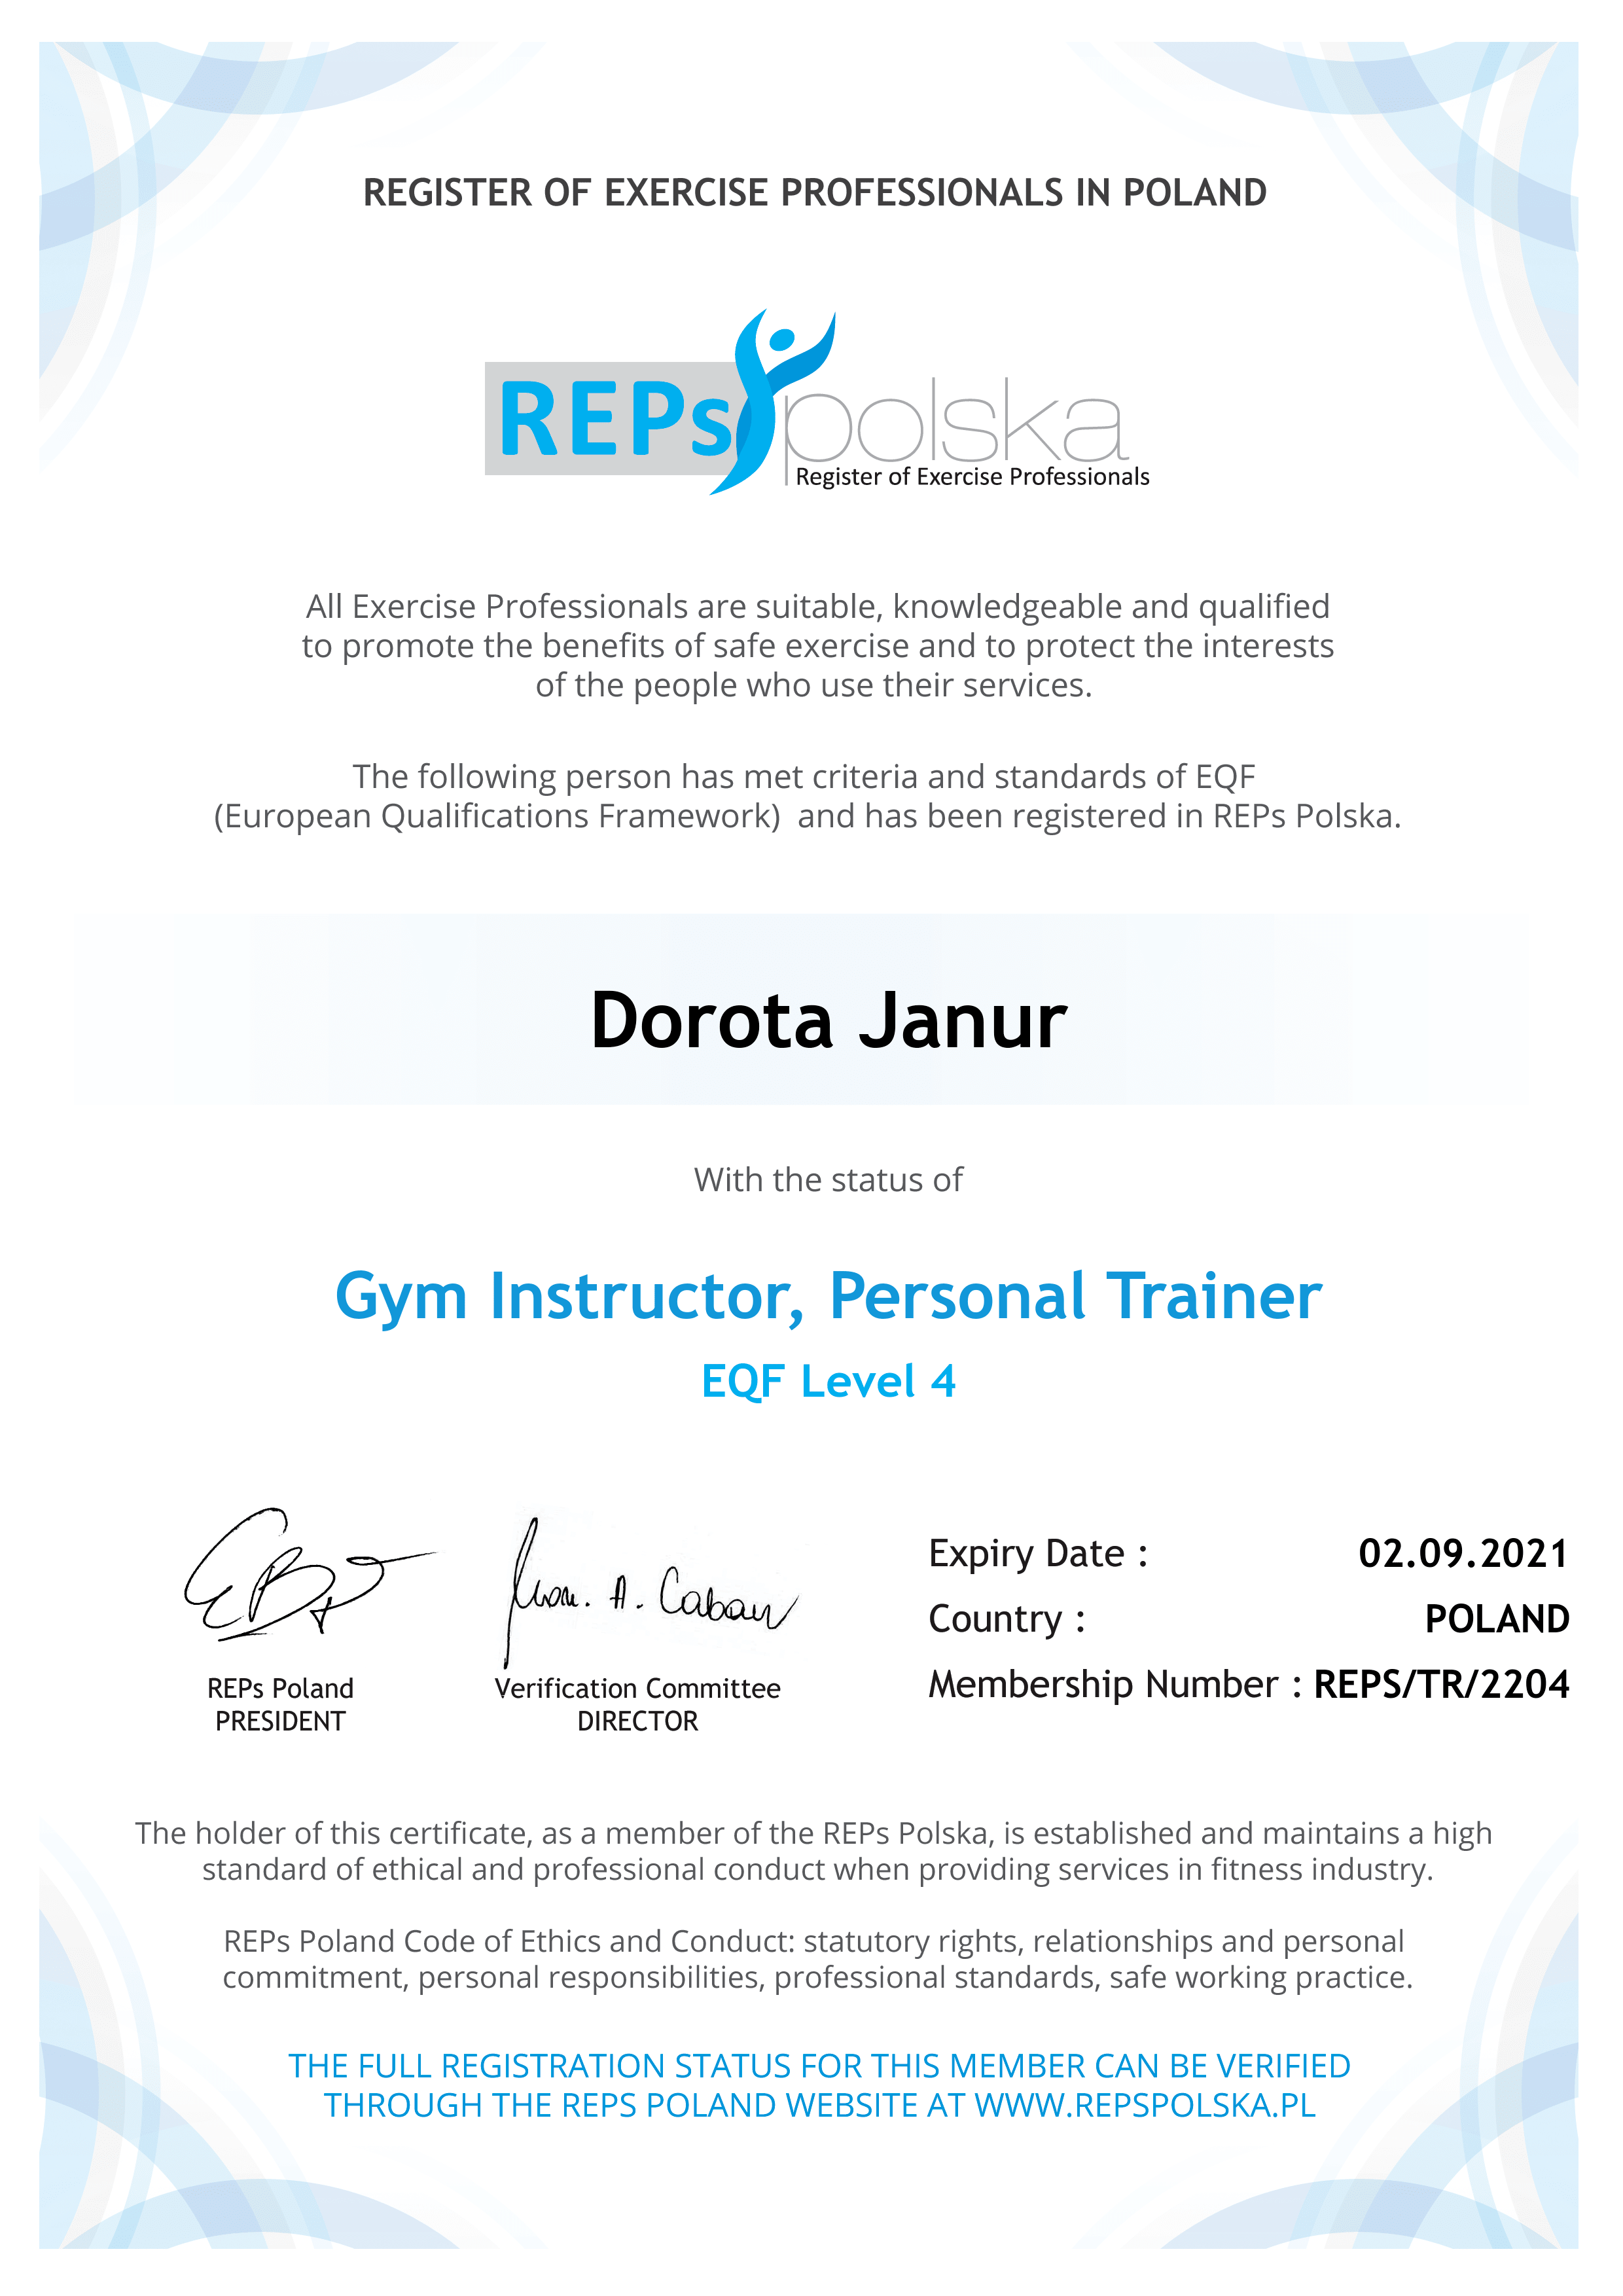 REGISTER OF EXERCISE PROFESSIONALS IN POLAND
REPs polska
Register of Exercise Professionals
All Exercise Professionals are suitable, knowledgeable and qualified
to promote the benefits of safe exercise and to protect the interests
of the people who use their services.
The following person has met criteria and standards of EQF
(European Qualifications Framework) and has been registered in REPs Polska.
Dorota Janur
With the status of
Gym Instructor, Personal Trainer
EQF Level 4
A. Caban
Expiry Date : 02.09.2021
Country : POLAND
Membership Number : REPS/TR/2204
REPs Poland
PRESIDENT
Verification Committee
DIRECTOR
The holder of this certificate, as a member of the REPs Polska, is established and maintains a high
standard of ethical and professional conduct when providing services in fitness industry.
REPs Poland Code of Ethics and Conduct: statutory rights, relationships and personal
commitment, personal responsibilities, professional standards, safe working practice.
THE FULL REGISTRATION STATUS FOR THIS MEMBER CAN BE VERIFIED
THROUGH THE REPS POLAND WEBSITE AT WWW.REPSPOLSKA.PL